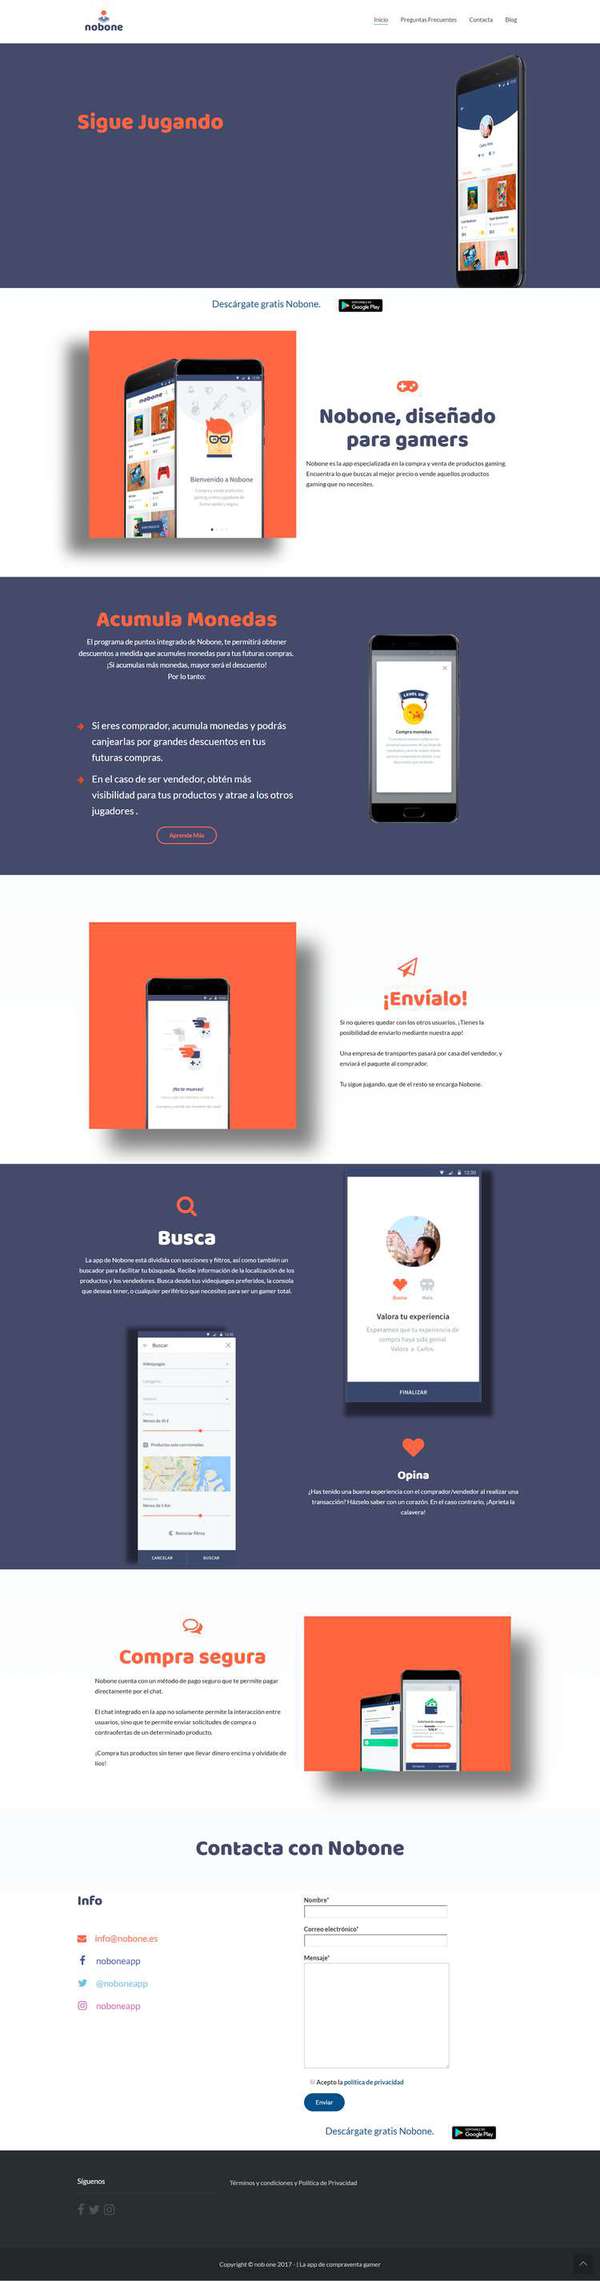 nobone
Inicio
Preguntas Frecuentes
Contacta
Blog
Sigue Jugando
Descárgate gratis Nobone.
Google Play
nobone
Bienvenido a Nobone
Nobone, diseñado
para gamers
Nobone es la app especializada en la compra y venta de productos gaming.
Encuentra lo que buscas al mejor precio o vende aquellos productos
gaming que no necesites.
Acumula Monedas
El programa de puntos integrado de Nobone, te permitirá obtener
descuentos a medida que acumules monedas para tus futuras compras.
¡Si acumulas más monedas, mayor será el descuento!
Por lo tanto:
Si eres comprador, acumula monedas y podrás
canjearlas por grandes descuentos en tus
futuras compras.
En el caso de ser vendedor, obtén más
visibilidad para tus productos y atrae a los otros
jugadores .
Aprende Más
LEVEL UP
Compra monedas
¡Envíalo!
Si no quieres quedar con los otros usuarios, ¡Tienes la
posibilidad de enviarlo mediante nuestra app!
Una empresa de transportes pasará por casa del vendedor, y
enviará el paquete al comprador.
Tu sigue jugando, que de el resto se encarga Nobone.
¡No te muevas!
Busca
La app de Nobone está dividida con secciones y filtros, así como también un
buscador para facilitar tu búsqueda. Recibe información de la localización de los
productos y los vendedores. Busca desde tus videojuegos preferidos, la consola
que deseas tener, o cualquier periférico que necesites para ser un gamer total.
12:30
Buena
Mala
Valora tu experiencia
Esperamos que tu experiencia de
compra haya sido genial
Valora a Carlos
FINALIZAR
Buscar
Videojuegos
Categoría
Productos solo con monedas
Reiniciar filtros
CANCELAR
BUSCAR
Opina
¿Has tenido una buena experiencia con el comprador/vendedor al realizar una
transacción? Házselo saber con un corazón. En el caso contrario, ¡Aprieta la
calavera!
Compra segura
Nobone cuenta con un método de pago seguro que te permite pagar
directamente por el chat.
El chat integrado en la app no solamente permite la interacción entre
usuarios, sino que te permite enviar solicitudes de compra o
contraofertas de un determinado producto.
¡Compra tus productos sin tener que llevar dinero encima y olvídate de
líos!
Contacta con Nobone
Info
info@nobone.es
noboneapp
@noboneapp
noboneapp
Nombre*
Correo electrónico*
Mensaje*
Acepto la política de privacidad
Enviar
Descárgate gratis Nobone.
Google Play
Síguenos
Términos y condiciones y Política de Privacidad
Copyright © nob one 2017 - | La app de compraventa gamer